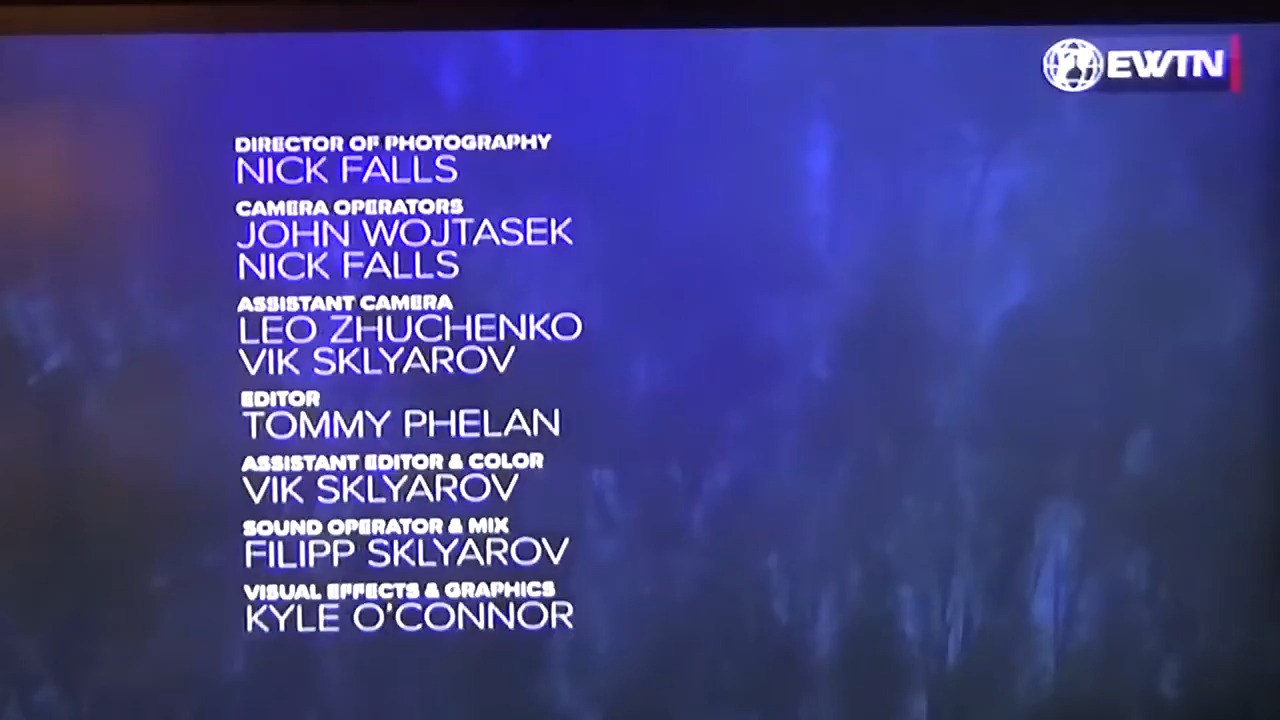 EWTN
DIRECTOR OF PHOTOGRAPHY
NICK FALLS
CAMERA OPERATORS
JOHN WOJTASEK
NICK FALLS
ASSISTANT CAMERA
LEO ZHUCHENKO
VIK SKLYAROV
EDITOR
TOMMY PHELAN
ASSISTANT EDITOR & COLOR
VIK SKLYAROV
SOUND OPERATOR & MIX
FILIPP SKLYAROV
VISUAL EFFECTS & GRAPHICS
KYLE O'CONNOR